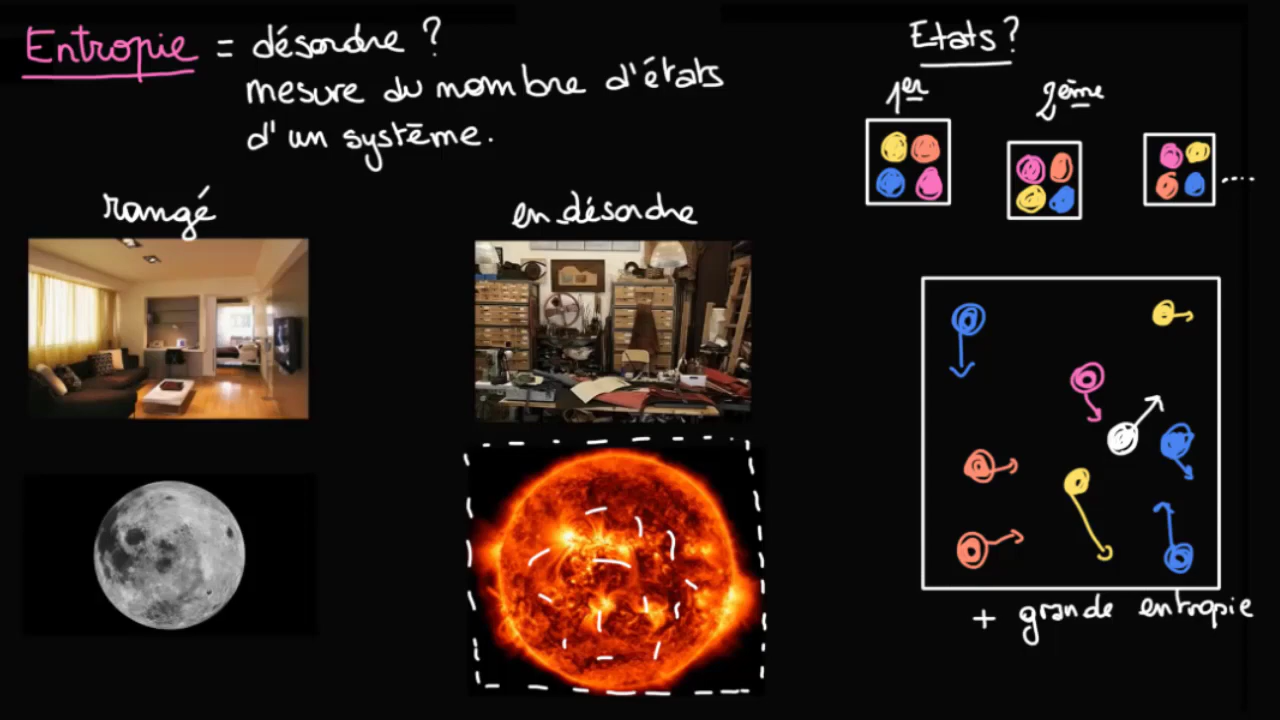 Entropie = désordre ?
mesure du nombre d'états
d'un système.
Etats ?
1er
2ème
....
rangé
en désordre
+ grande entropie